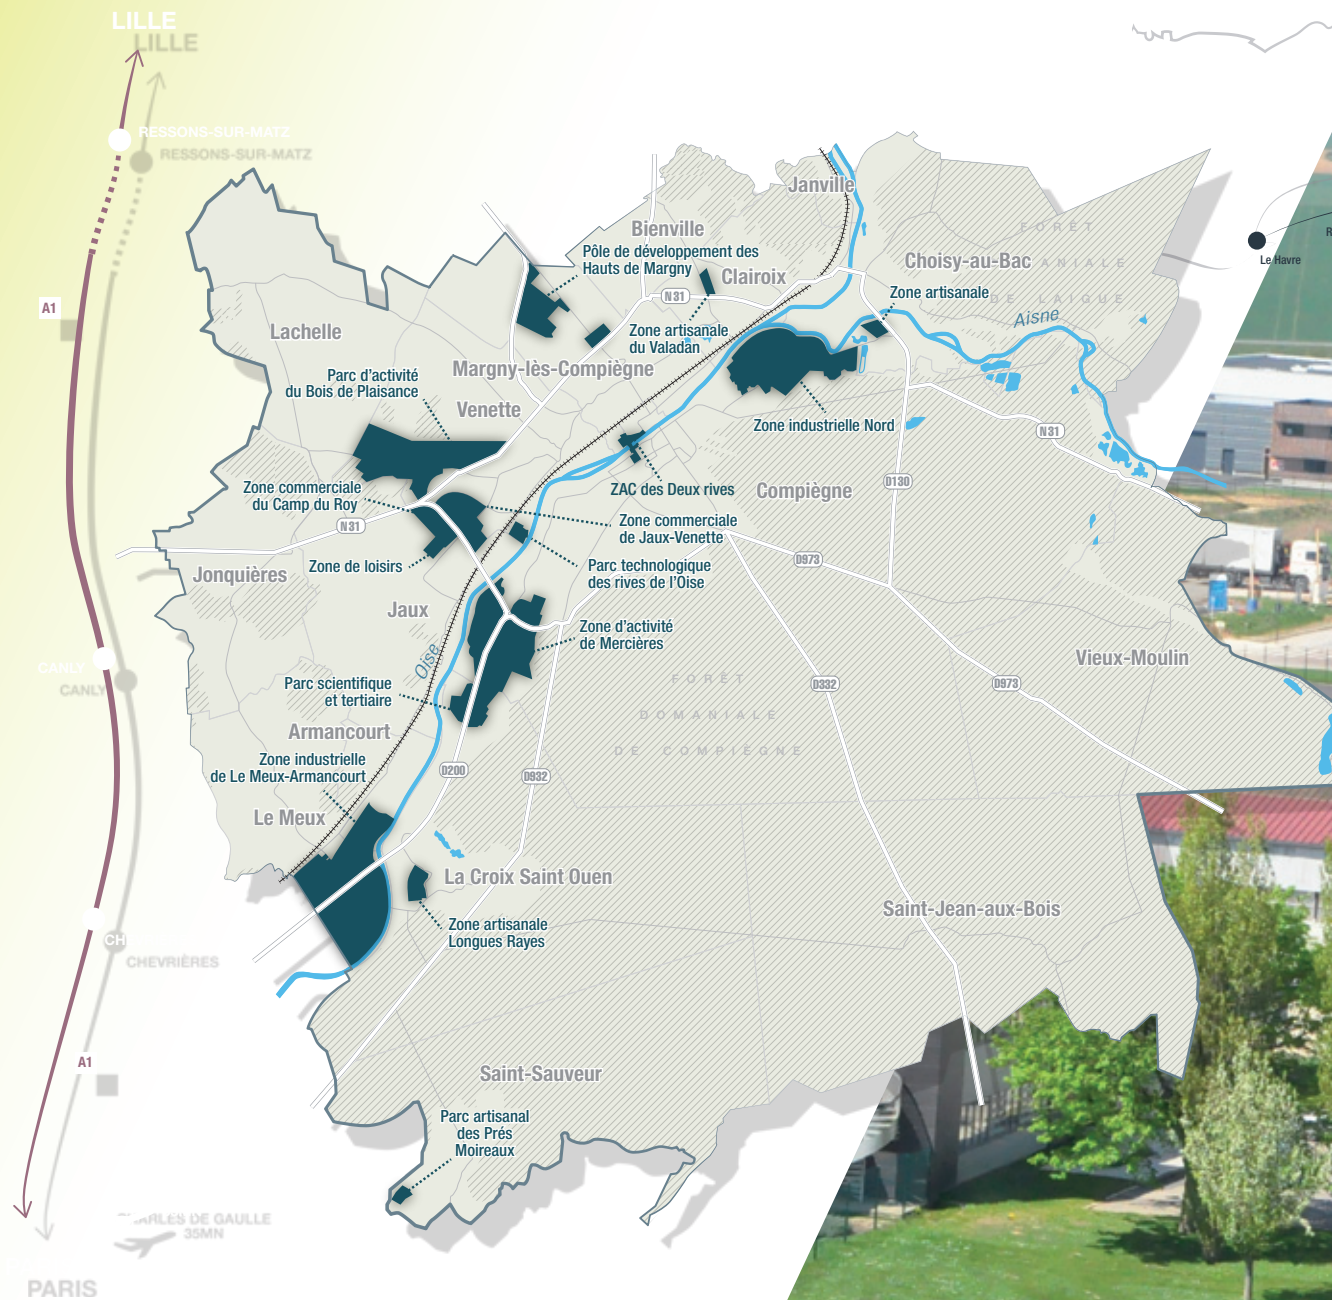 LILLE
LILLE
RESSONS-SUR-MATZ
RESSONS-SUR-MATZ
A1
Janville
Bienville
FORÊT
Pôle de développement des
Hauts de Margny
Clairoix
Choisy-au-Bac
ANIALE
Le Havre
N31
Zone artisanale
DE LAIGUE
Aisne
Lachelle
Zone artisanale
du Valadan
Margny-lès-Compiègne
Parc d'activité
du Bois de Plaisance
Venette
Zone industrielle Nord
N31
Zone commerciale
du Camp du Roy
ZAC des Deux rives
Compiègne
D130
N31
Zone commerciale
de Jaux-Venette
Zone de loisirs
Parc technologique
des rives de l'Oise
D973
Jonquières
Jaux
Zone d'activité
de Mercières
Oise
CANLY
CANLY
Vieux-Moulin
Parc scientifique
et tertiaire
FORÊT
D332
D973
DOMANIALE
Armancourt
DE COMPIÈGNE
Zone industrielle
de Le Meux-Armancourt
D200
D932
Le Meux
La Croix Saint Ouen
Saint-Jean-aux-Bois
Zone artisanale
Longues Rayes
CH
CHEVRIÈRES
A1
Saint-Sauveur
Parc artisanal
des Prés
Moireaux
CHARLES DE GAULLE
35MN
PARIS